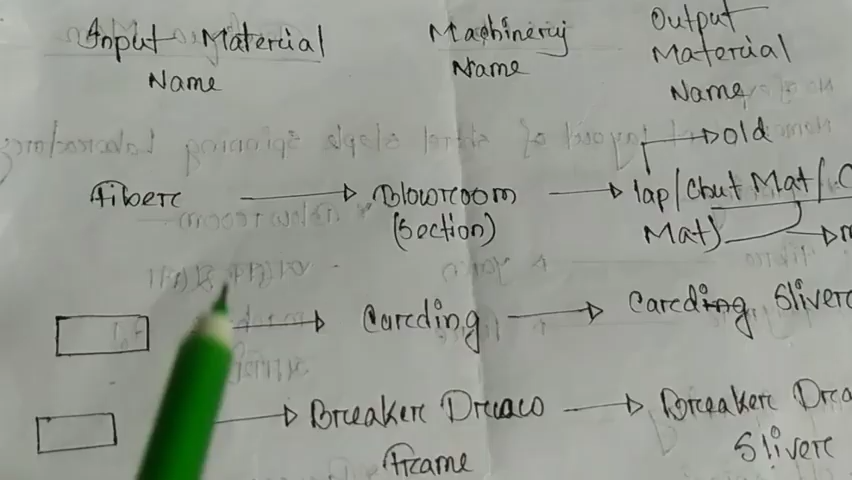 Input Material
Name
Machinery
Name
Output
Material
Name
old
Fiber
Blowroom
(Section)
lap/(Chut Mat/
Mat)
Carding
Carding Sliver
Breaker Draw
Frame
Breaker
Sliver